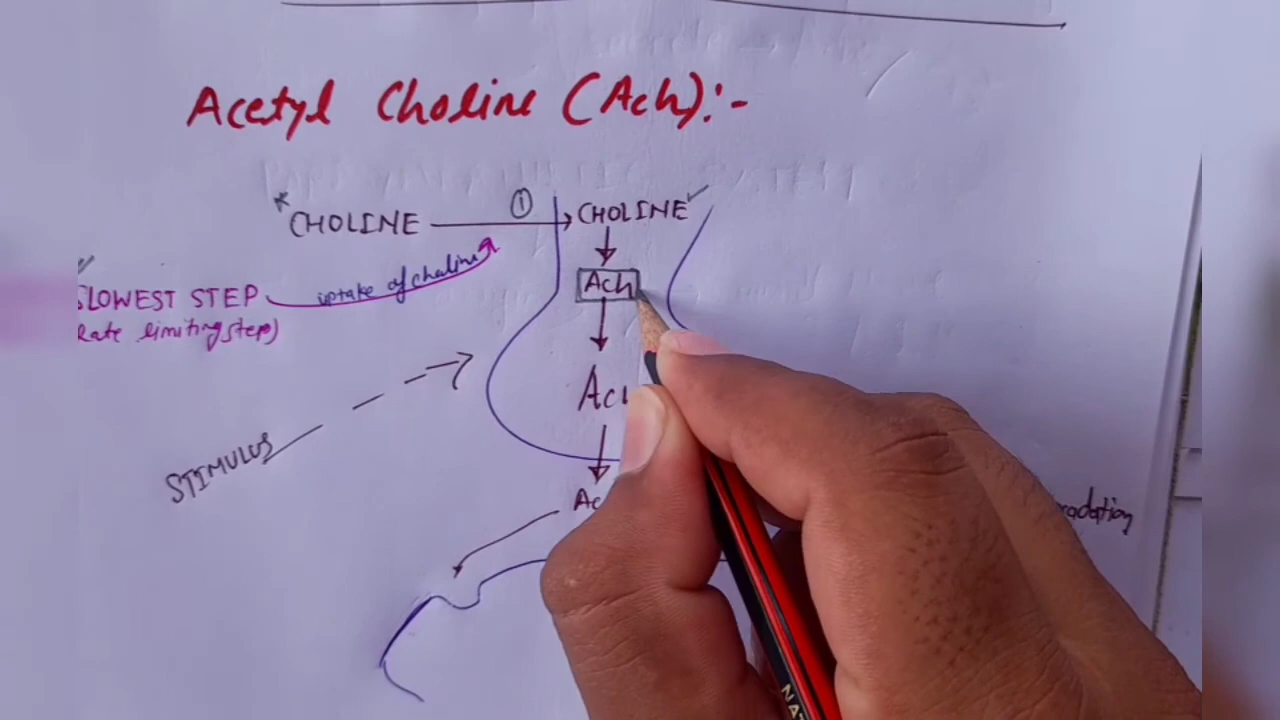 Acetyl Choline (Ach):-
①
*CHOLINE → CHOLINE ✓
Ach
SLOWEST STEP uptake of choline
(Rate limiting step)
STIMULUS